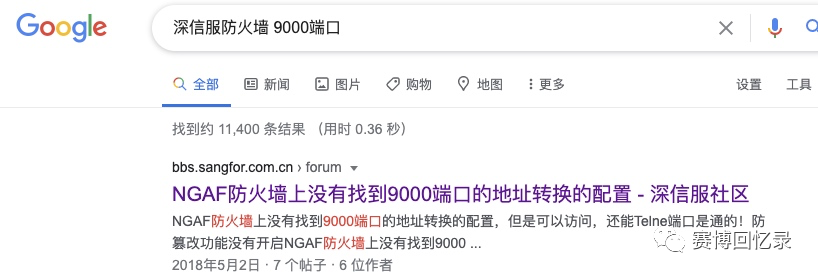 Google
深信服防火墙 9000端口
全部 新闻 图片 购物 地图 更多 设置 工具
找到约 11,400 条结果 （用时 0.36 秒）
bbs.sangfor.com.cn › forum
NGAF防火墙上没有找到9000端口的地址转换的配置 - 深信服社区
NGAF防火墙上没有找到9000端口的地址转换的配置，但是可以访问，还能Telne端口是通的！防
篡改功能没有开启NGAF防火墙上没有找到9000 ...
2018年5月2日 · 7 个帖子 · 6 位作者
赛博回忆录